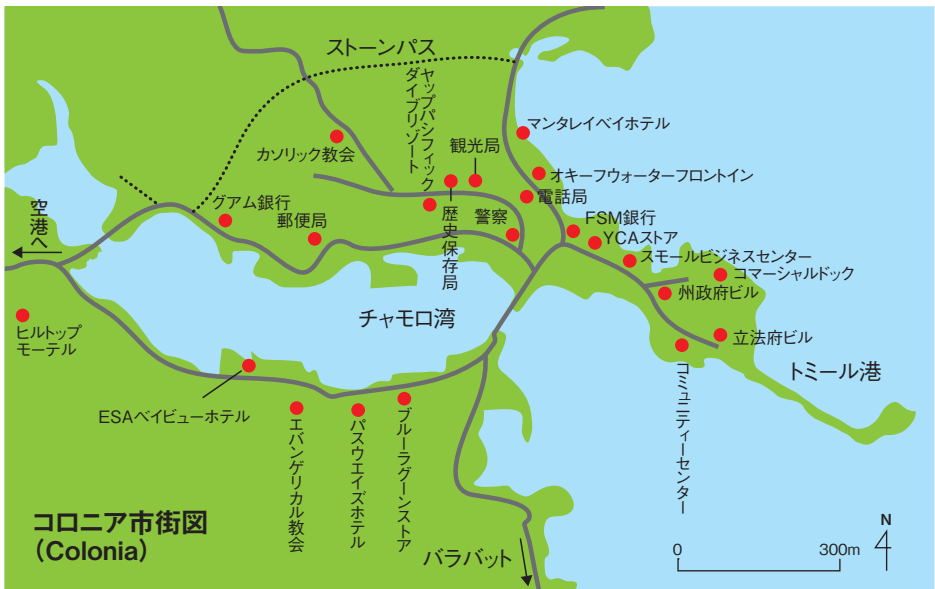 ストーンパス
ヤップパシフィック
ダイブリゾート
マンタレイベイホテル
カソリック教会
観光局
オキーフウォーターフロントイン
電話局
グアム銀行
郵便局
歴史保存局
警察
FSM銀行
YCAストア
スモールビジネスセンター
コマーシャルドック
州政府ビル
空港へ
チャモロ湾
立法府ビル
ヒルトップ
モーテル
トミール港
コミュニティーセンター
ESAベイビューホテル
エバンゲリカル教会
パスウエイズホテル
ブルーラグーンストア
コロニア市街図
(Colonia)
バラバット
N
0 300m